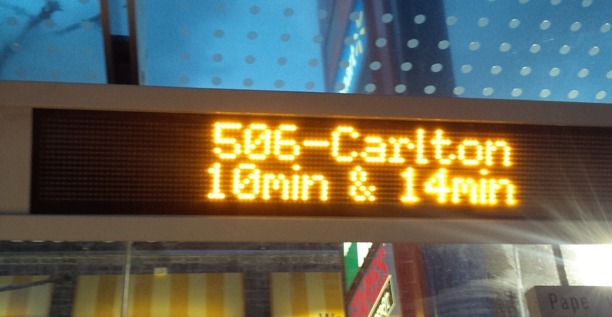 506-Carlton
10min & 14min
Pape